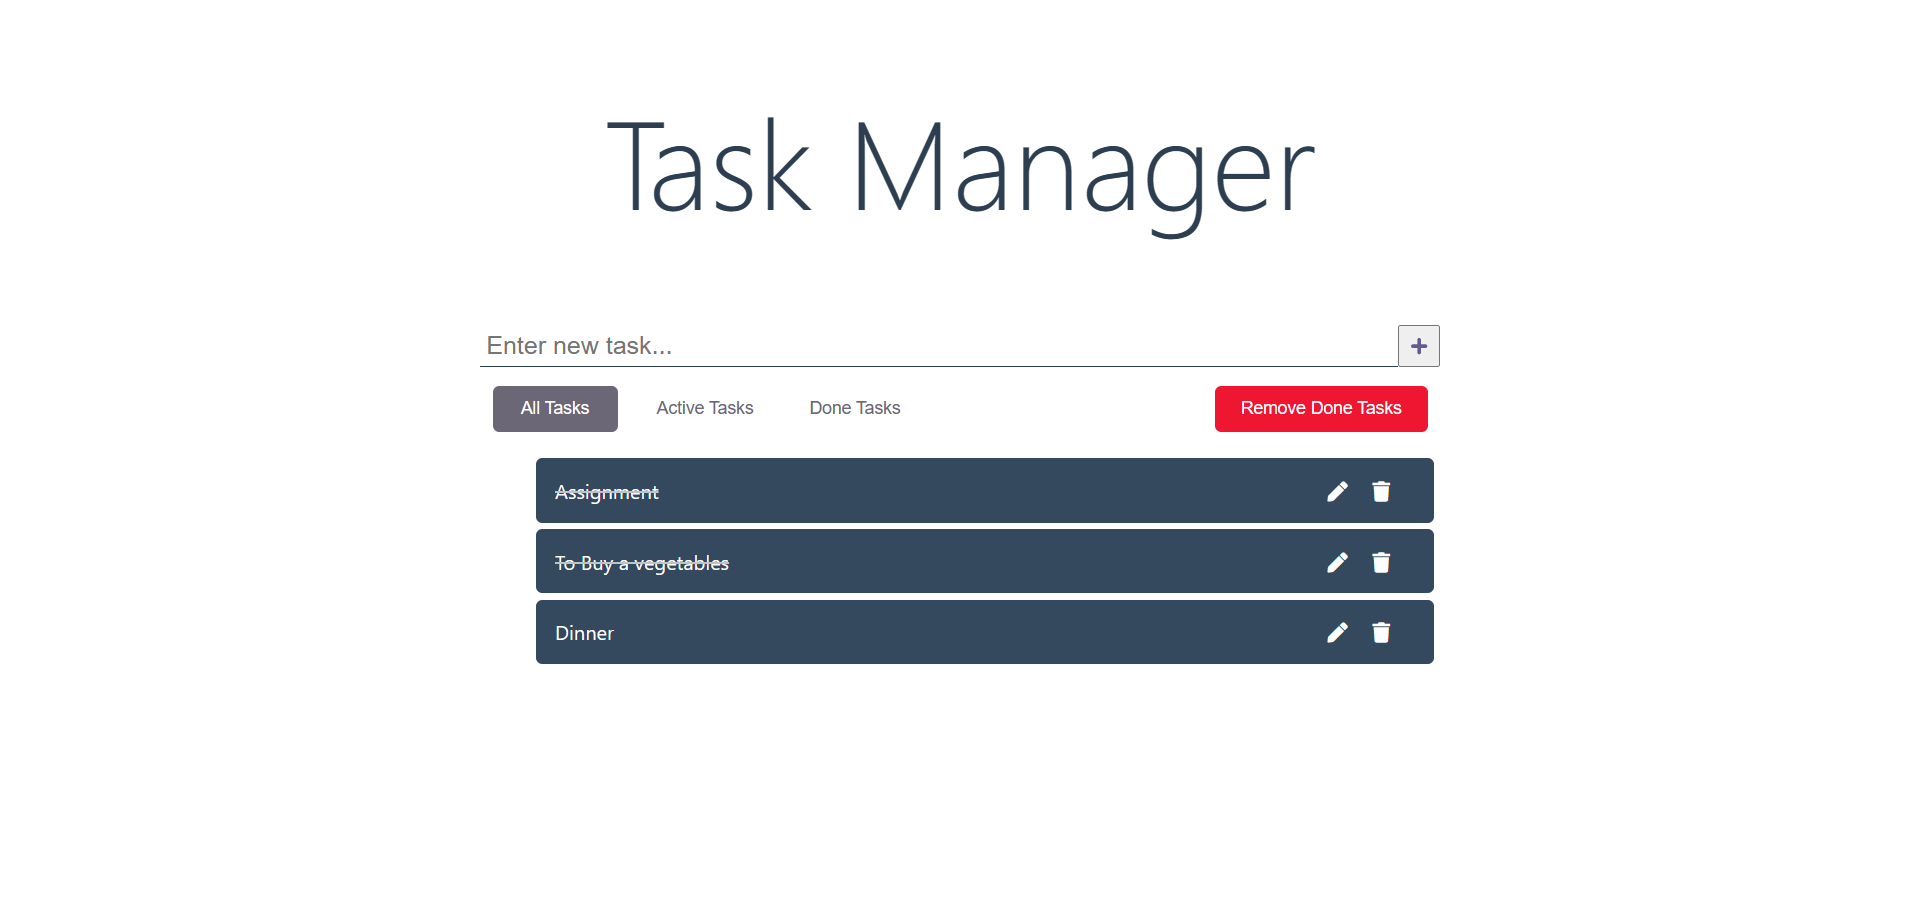 Task Manager
Enter new task...
All Tasks Active Tasks Done Tasks Remove Done Tasks
Assignment
To Buy a vegetables
Dinner